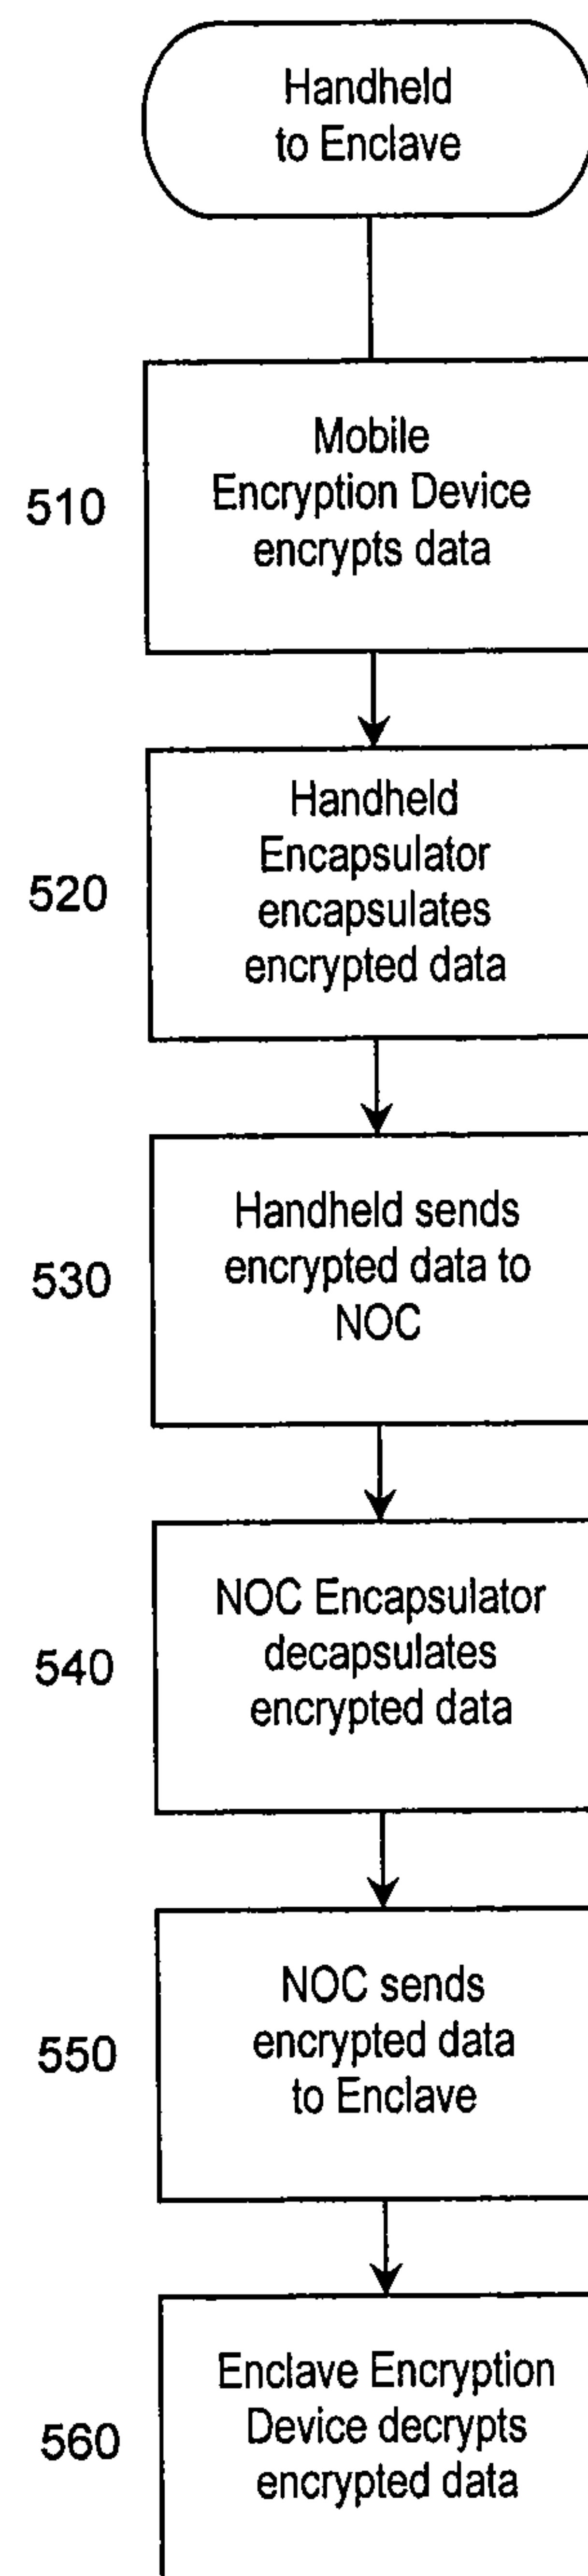 Handheld
to Enclave
510
Mobile
Encryption Device
encrypts data
520
Handheld
Encapsulator
encapsulates
encrypted data
530
Handheld sends
encrypted data to
NOC
540
NOC Encapsulator
decapsulates
encrypted data
550
NOC sends
encrypted data
to Enclave
560
Enclave Encryption
Device decrypts
encrypted data